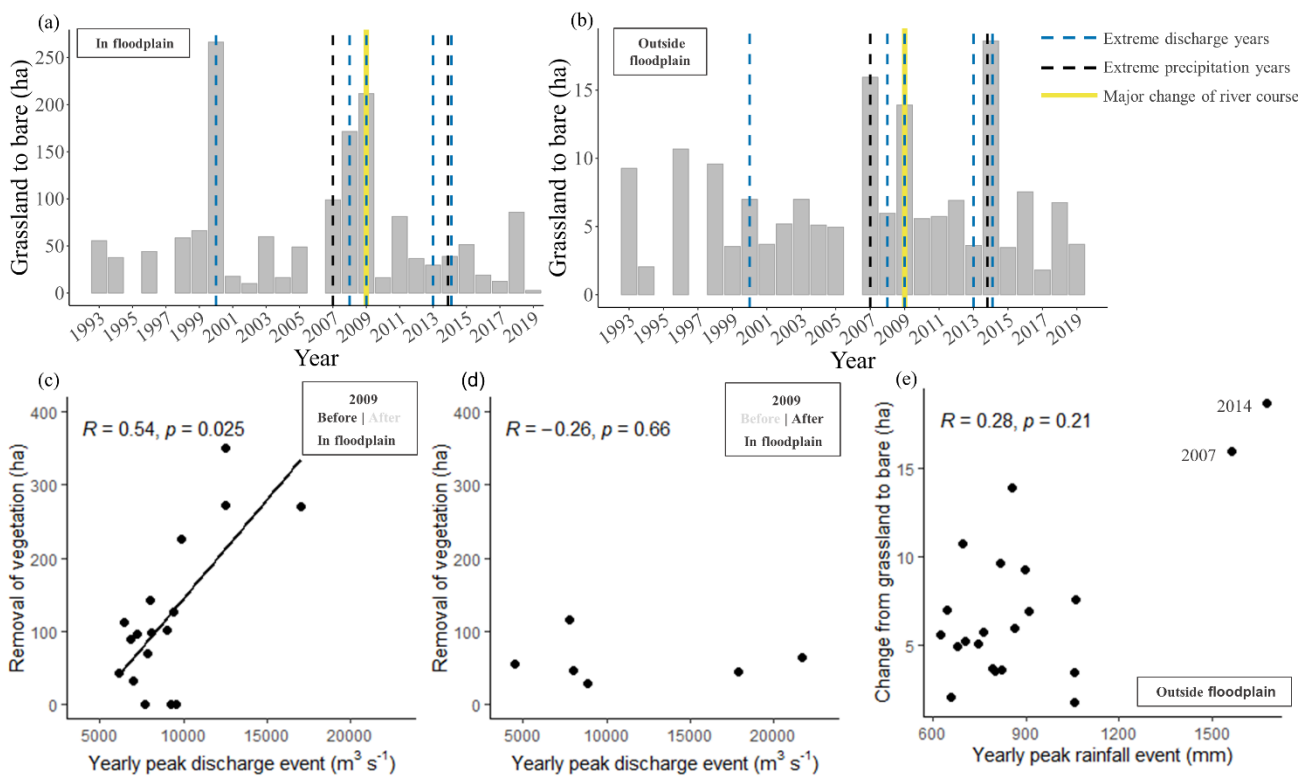 (a)
In floodplain
Grassland to bare (ha)
250
200
150
100
50
0
1993
1995
1997
1999
2001
2003
2005
2007
2009
2011
2013
2015
2017
2019
Year
(b)
Outside
floodplain
Grassland to bare (ha)
15
10
5
0
1993
1995
1997
1999
2001
2003
2005
2007
2009
2011
2013
2015
2017
2019
Year
Extreme discharge years
Extreme precipitation years
Major change of river course
(c)
2009
Before | After
In floodplain
R = 0.54, p = 0.025
Removal of vegetation (ha)
400
300
200
100
0
5000
10000
15000
20000
Yearly peak discharge event (m³ s⁻¹)
(d)
2009
Before | After
In floodplain
R = −0.26, p = 0.66
Removal of vegetation (ha)
400
300
200
100
0
5000
10000
15000
20000
Yearly peak discharge event (m³ s⁻¹)
(e)
R = 0.28, p = 0.21
2014
2007
Change from grassland to bare (ha)
15
10
5
Outside floodplain
600
900
1200
1500
Yearly peak rainfall event (mm)